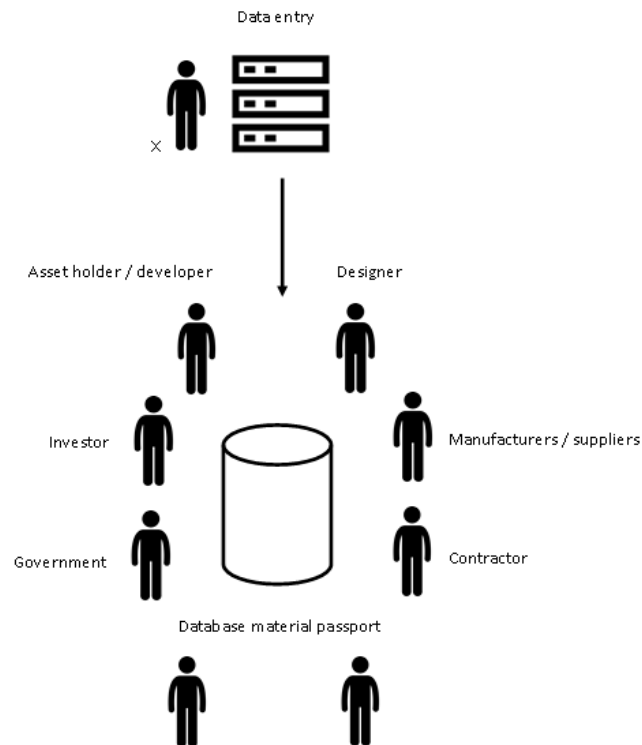 Data entry
X
Asset holder / developer
Designer
Investor
Manufacturers / suppliers
Government
Contractor
Database material passport